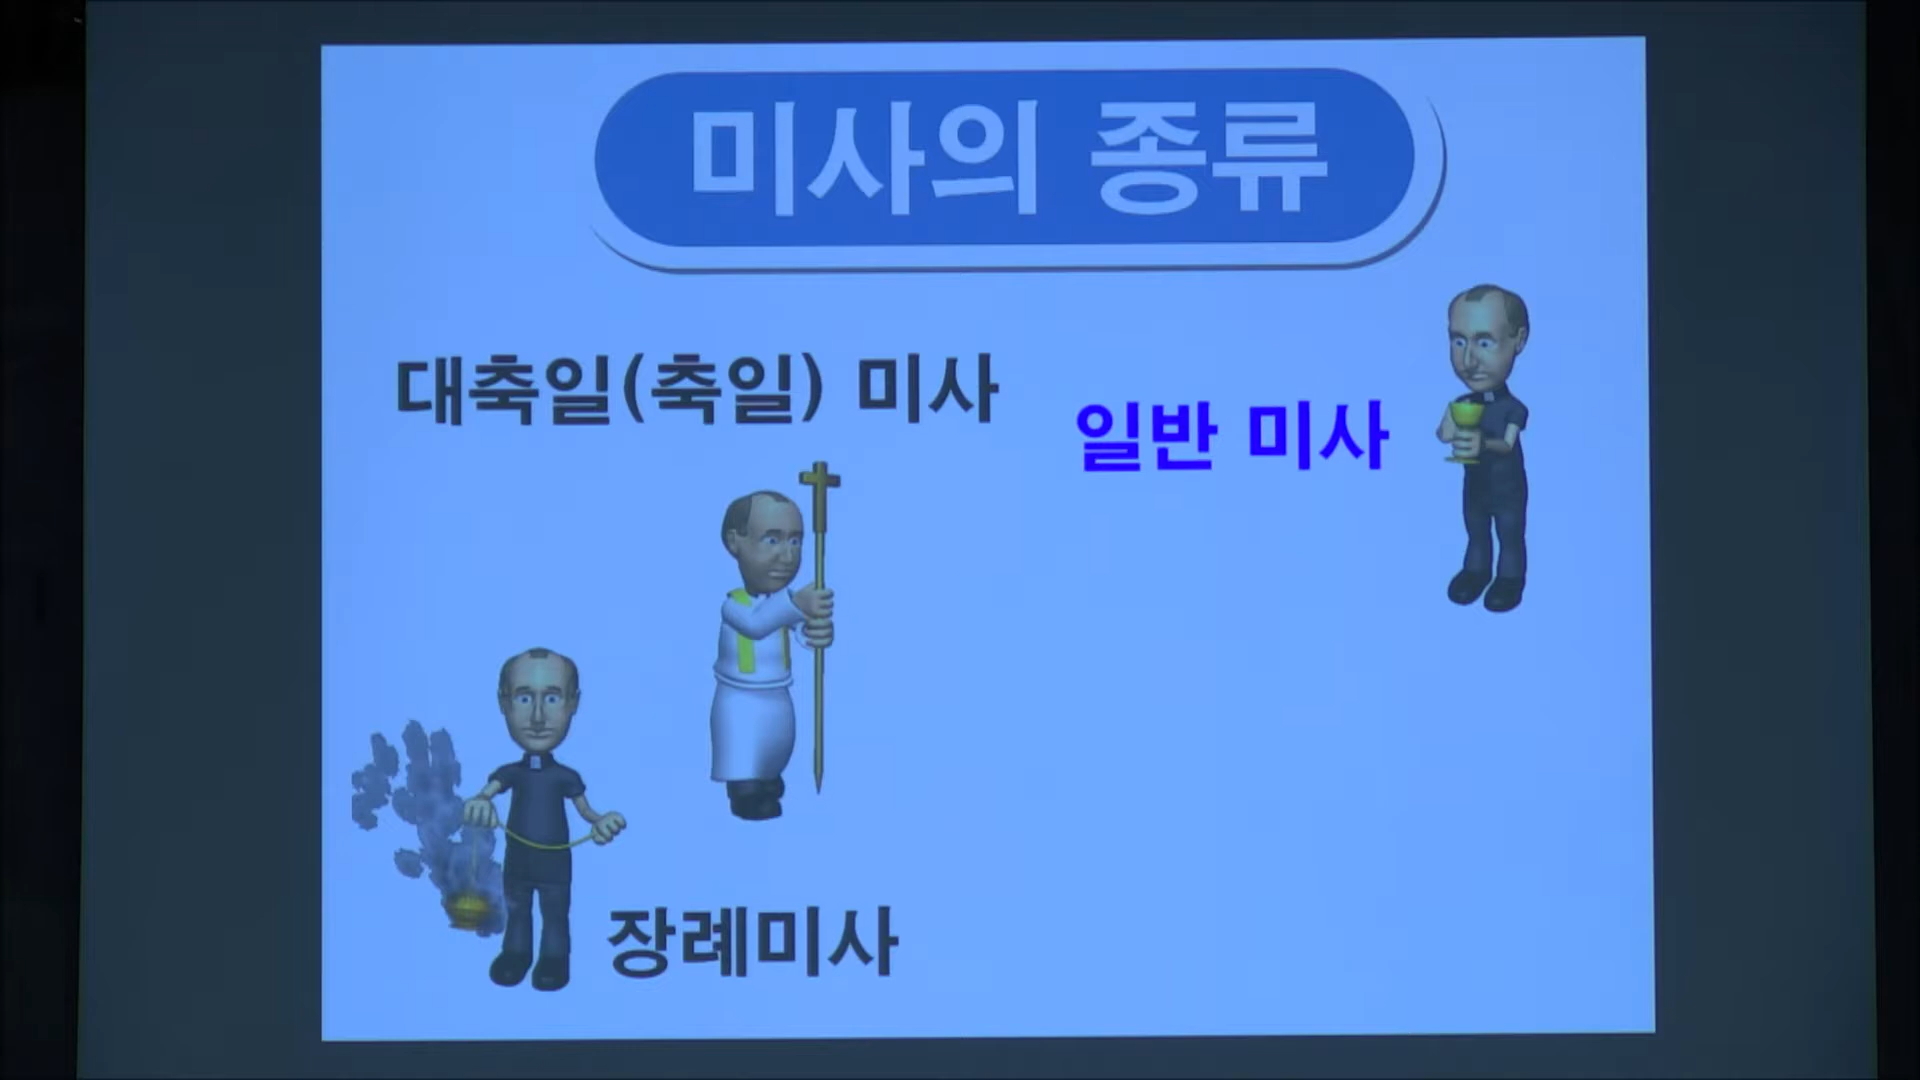 미사의 종류
대축일(축일) 미사
일반 미사
장례미사